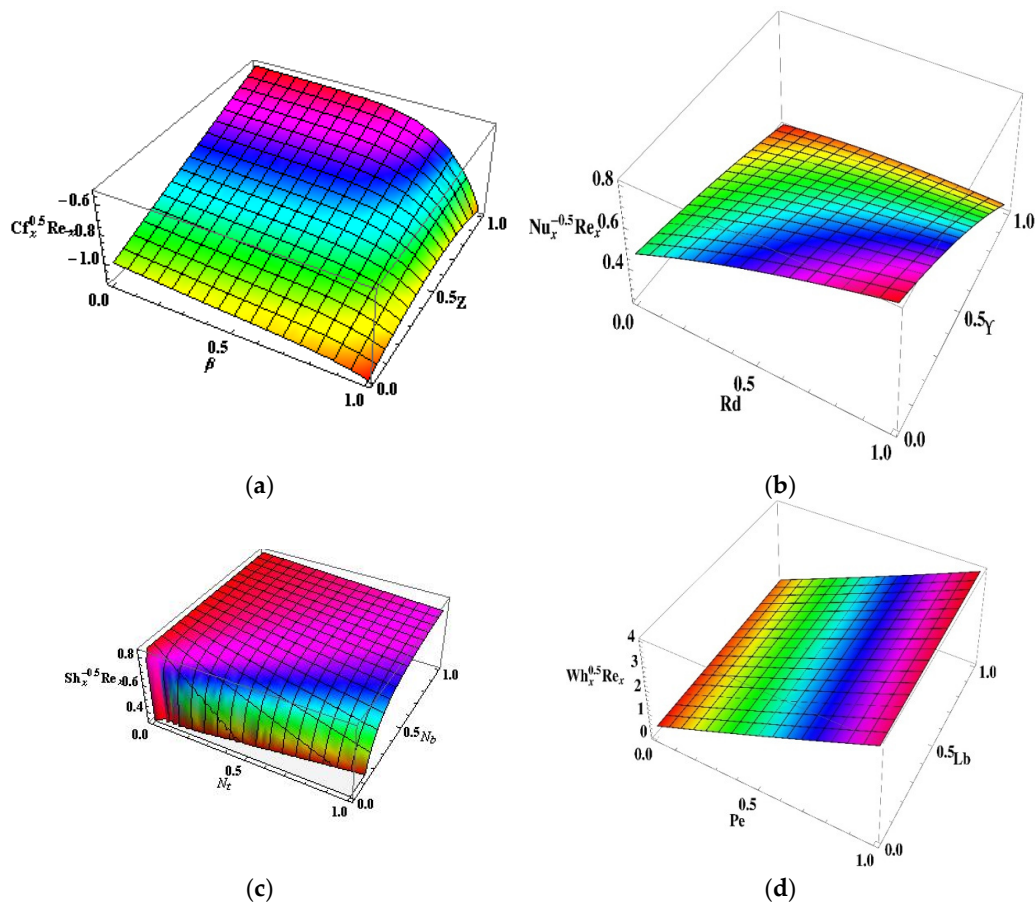 −0.6
Cf_x^0.5 Re_x −0.8
−1.0
0.0
0.5
β
1.0
0.0
0.5 Z
1.0
(a)
0.8
Nu_x^−0.5 Re_x 0.6
0.4
0.0
0.5
Rd
1.0
0.0
0.5 Υ
1.0
(b)
0.8
Sh_x^−0.5 Re_x 0.6
0.4
0.0
0.5
N_t
1.0
0.0
0.5 N_b
1.0
(c)
4
3
Wh_x^0.5 Re_x 2
1
0
0.0
0.5
Pe
1.0
0.0
0.5 Lb
1.0
(d)